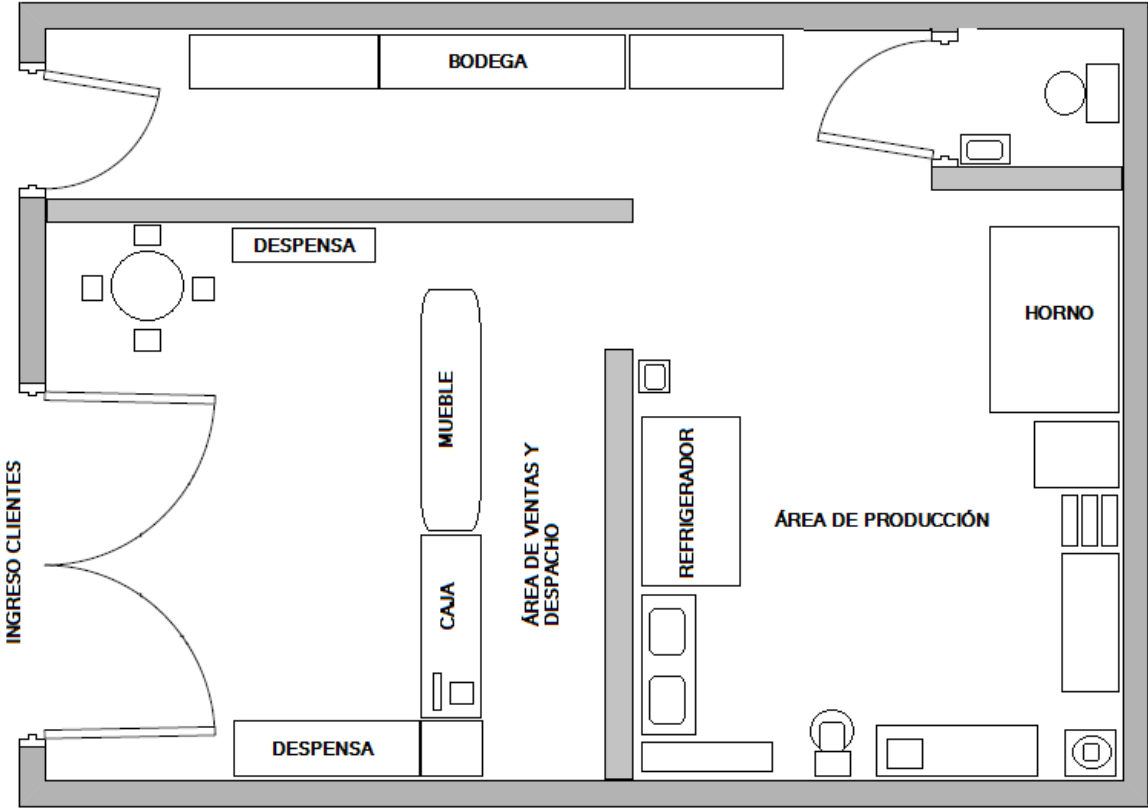 BODEGA
DESPENSA
HORNO
MUEBLE
INGRESO CLIENTES
ÁREA DE VENTAS Y
DESPACHO
REFRIGERADOR
ÁREA DE PRODUCCIÓN
CAJA
DESPENSA